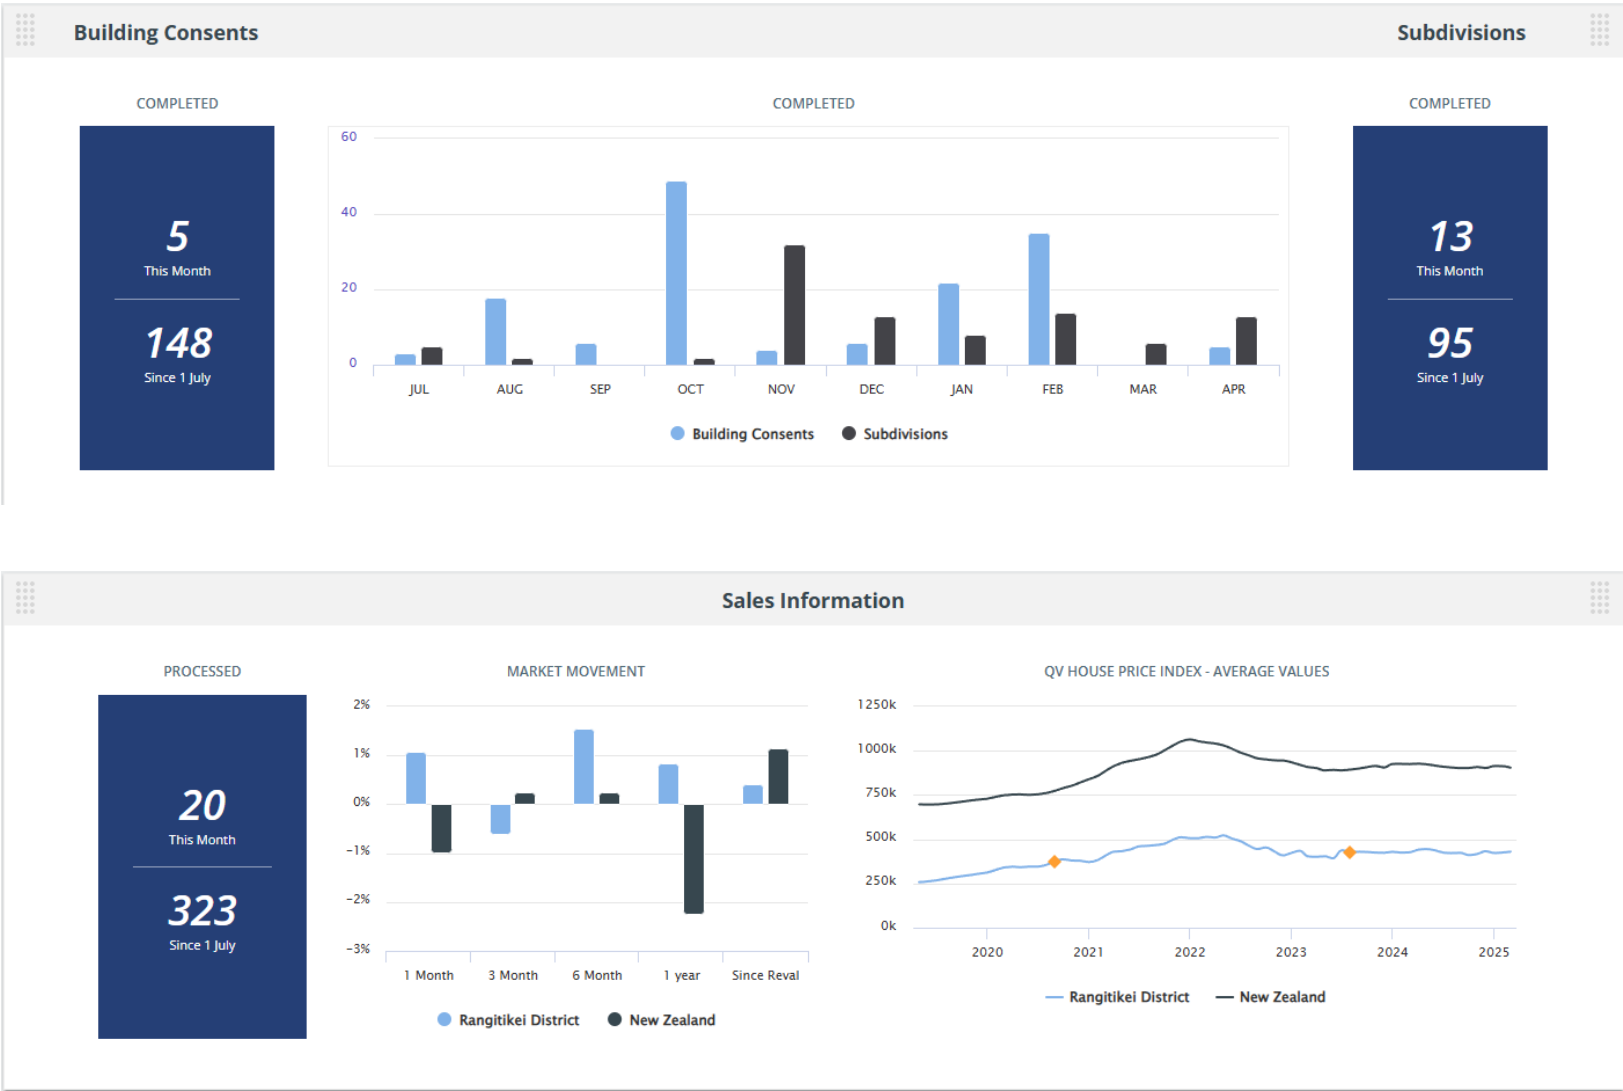 Building Consents
Subdivisions
COMPLETED
5
This Month
148
Since 1 July
COMPLETED
60
40
20
0
JUL AUG SEP OCT NOV DEC JAN FEB MAR APR
Building Consents Subdivisions
COMPLETED
13
This Month
95
Since 1 July
Sales Information
PROCESSED
20
This Month
323
Since 1 July
MARKET MOVEMENT
2%
1%
0%
−1%
−2%
−3%
1 Month 3 Month 6 Month 1 year Since Reval
Rangitikei District New Zealand
QV HOUSE PRICE INDEX - AVERAGE VALUES
1250k
1000k
750k
500k
250k
0k
2020 2021 2022 2023 2024 2025
Rangitikei District New Zealand